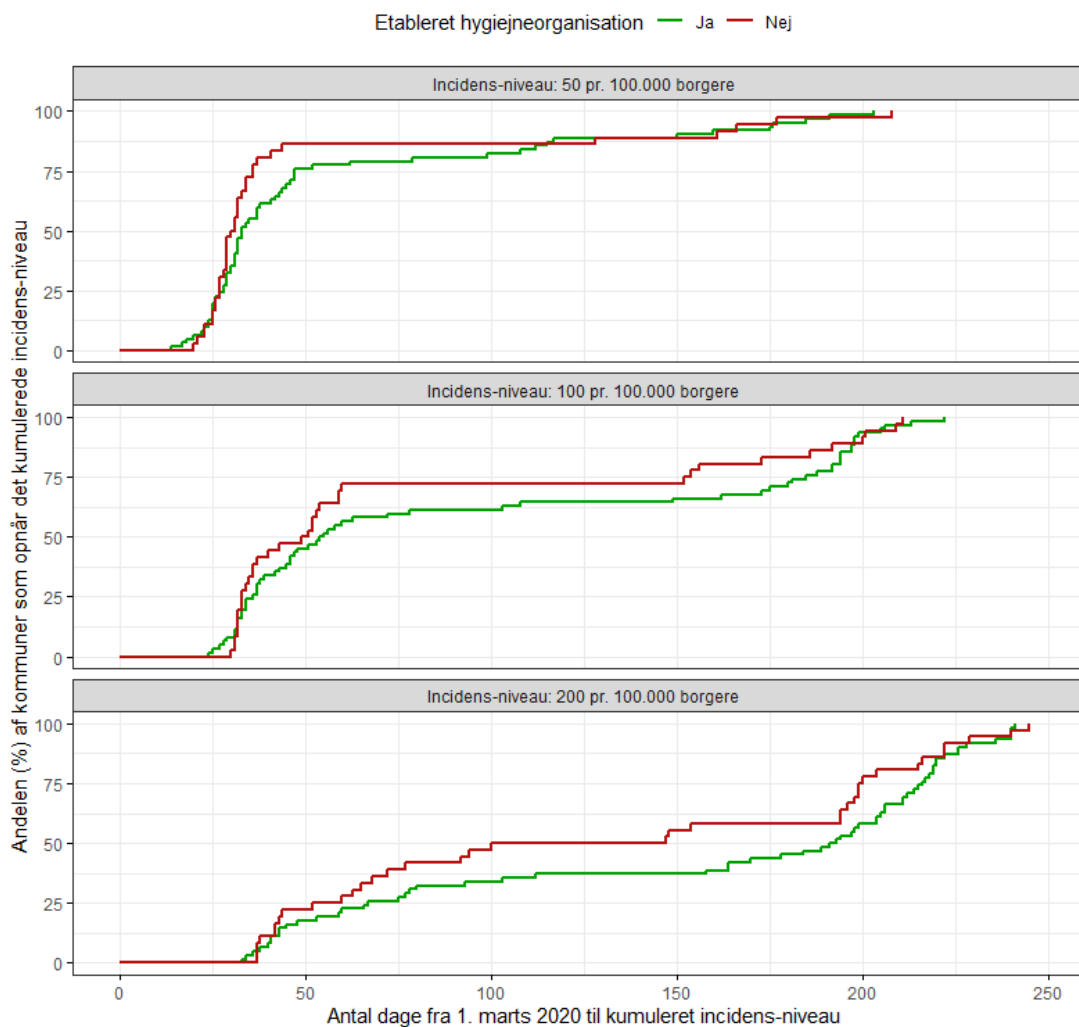 Etableret hygiejneorganisation Ja Nej
Incidens-niveau: 50 pr. 100.000 borgere
100
75
50
25
0
Incidens-niveau: 100 pr. 100.000 borgere
100
75
50
25
0
Incidens-niveau: 200 pr. 100.000 borgere
100
75
50
25
0
Andelen (%) af kommuner som opnår det kumulerede incidens-niveau
0 50 100 150 200 250
Antal dage fra 1. marts 2020 til kumuleret incidens-niveau